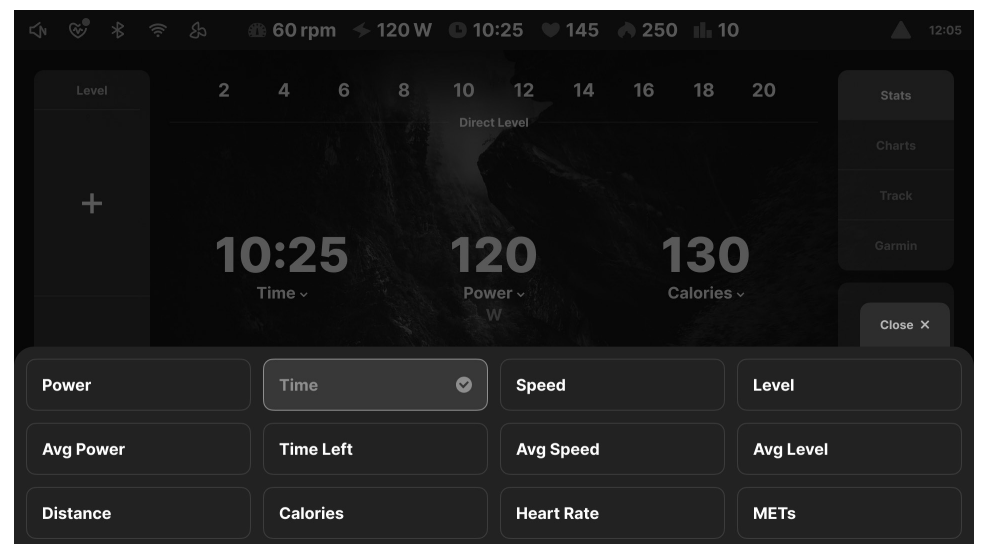 60 rpm 120 W 10:25 145 250 10 12:05
Level
2 4 6 8 10 12 14 16 18 20
Direct Level
Stats
Charts
Track
Garmin
+
10:25 120 130
Time Power Calories
W
Close ×
Power Time Speed Level
Avg Power Time Left Avg Speed Avg Level
Distance Calories Heart Rate METs